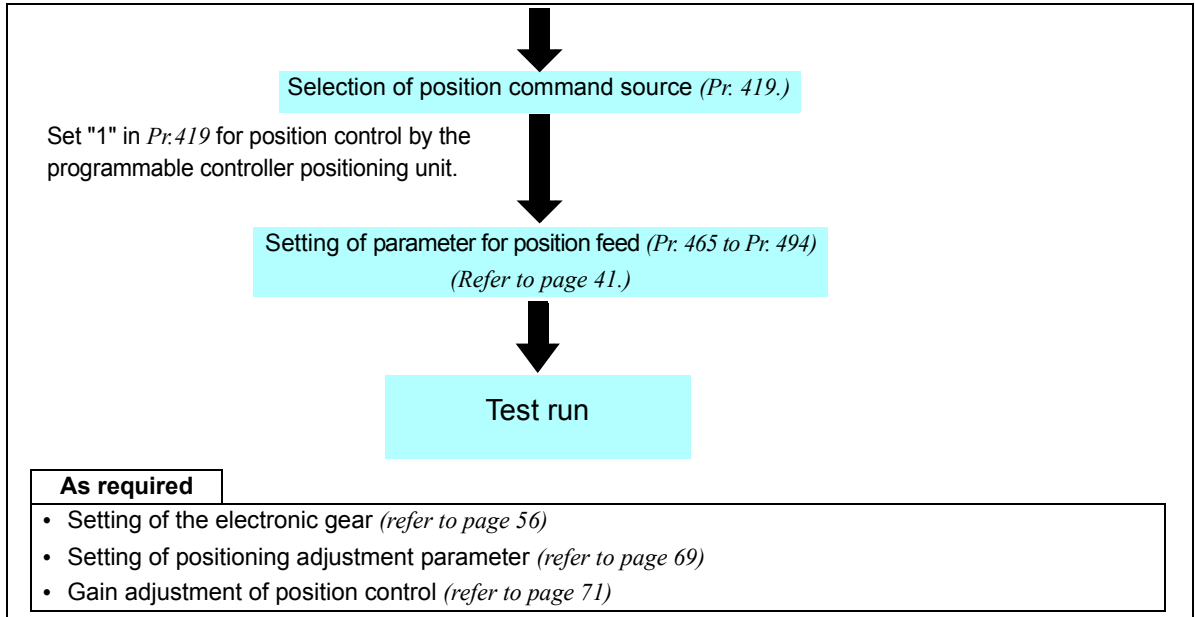 Selection of position command source (Pr. 419.)
Set "1" in Pr.419 for position control by the
programmable controller positioning unit.
Setting of parameter for position feed (Pr. 465 to Pr. 494)
(Refer to page 41.)
Test run
As required
• Setting of the electronic gear (refer to page 56)
• Setting of positioning adjustment parameter (refer to page 69)
• Gain adjustment of position control (refer to page 71)